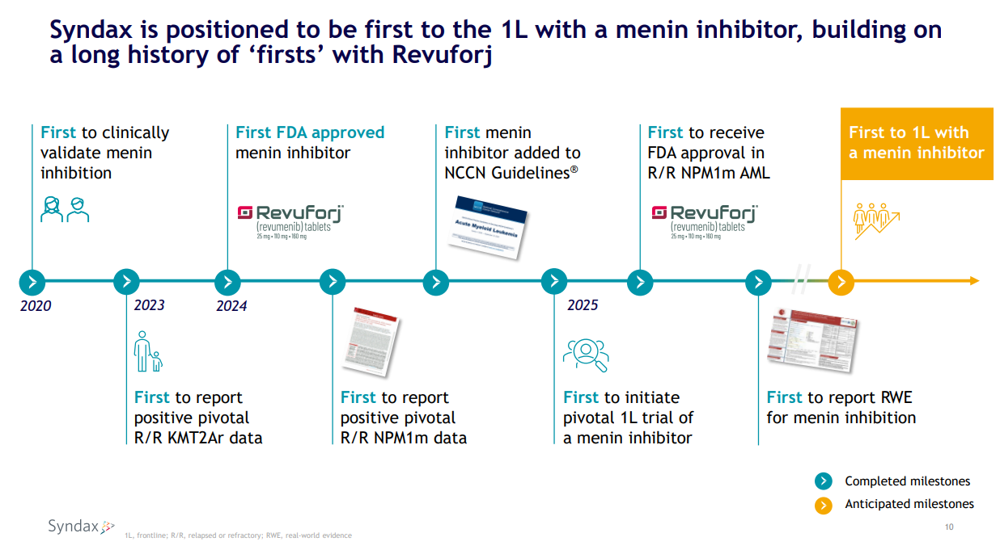 Syndax is positioned to be first to the 1L with a menin inhibitor, building on
a long history of ‘firsts’ with Revuforj
First to clinically
validate menin
inhibition
First FDA approved
menin inhibitor
Revuforj®
(revumenib) tablets
25 mg • 110 mg • 160 mg
First menin
inhibitor added to
NCCN Guidelines®
Acute Myeloid Leukemia
First to receive
FDA approval in
R/R NPM1m AML
Revuforj®
(revumenib) tablets
25 mg • 110 mg • 160 mg
First to 1L with
a menin inhibitor
2020
2023
2024
2025
First to report
positive pivotal
R/R KMT2Ar data
First to report
positive pivotal
R/R NPM1m data
First to initiate
pivotal 1L trial of
a menin inhibitor
First to report RWE
for menin inhibition
Completed milestones
Anticipated milestones
Syndax
1L, frontline; R/R, relapsed or refractory; RWE, real-world evidence
10